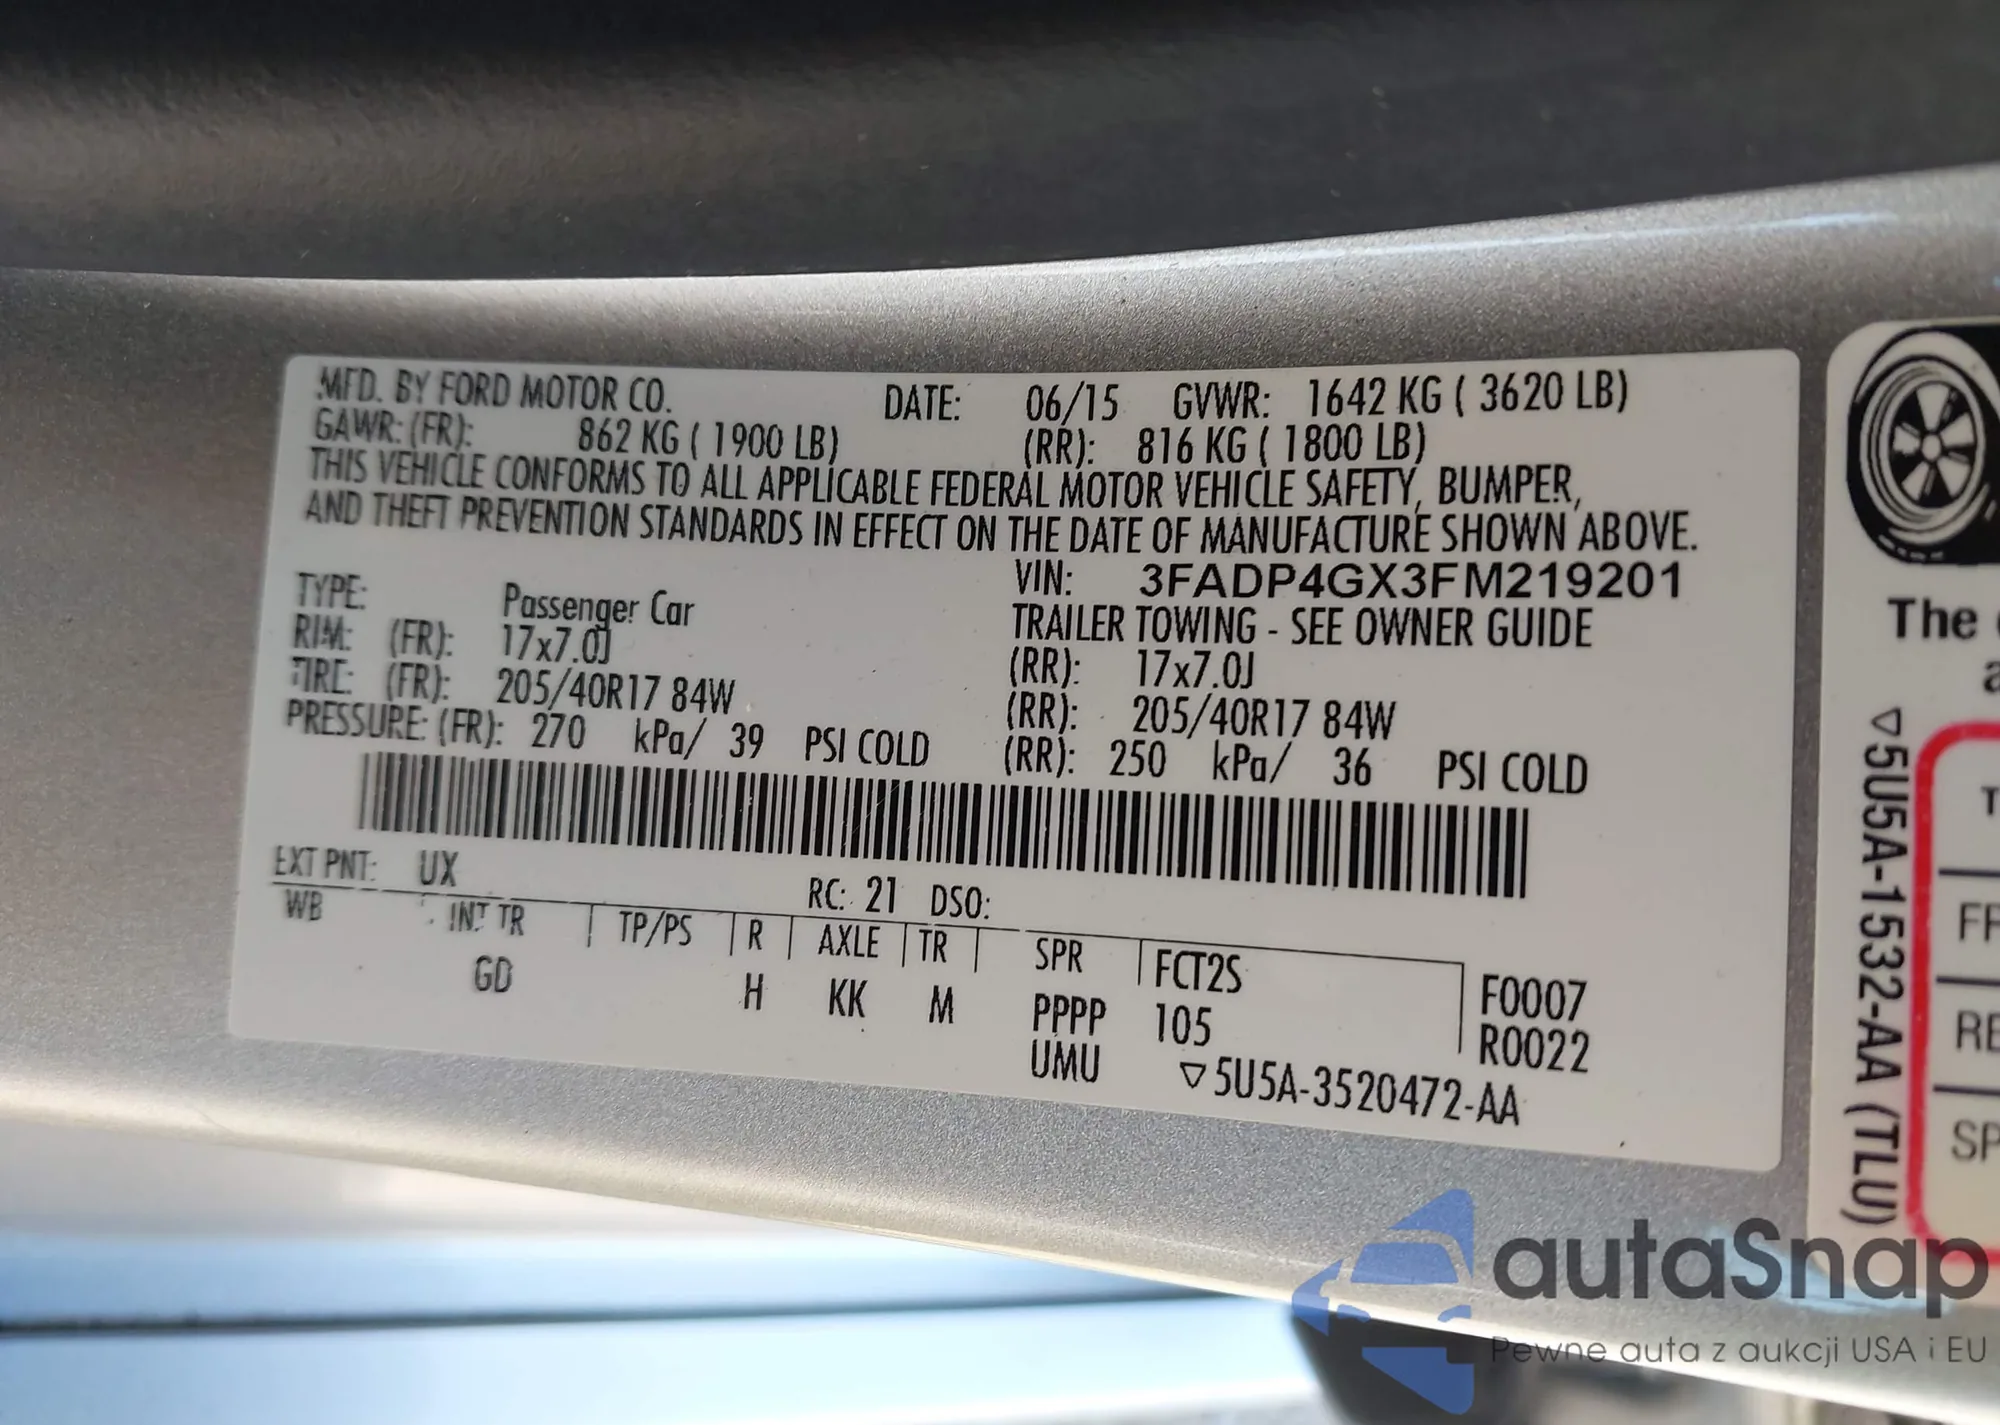 MFD. BY FORD MOTOR CO. DATE: 06/15 GVWR: 1642 KG ( 3620 LB)
GAWR: (FR): 862 KG ( 1900 LB) (RR): 816 KG ( 1800 LB)
THIS VEHICLE CONFORMS TO ALL APPLICABLE FEDERAL MOTOR VEHICLE SAFETY, BUMPER,
AND THEFT PREVENTION STANDARDS IN EFFECT ON THE DATE OF MANUFACTURE SHOWN ABOVE.
VIN: 3FADP4GX3FM219201
TYPE: Passenger Car TRAILER TOWING - SEE OWNER GUIDE
RIM: (FR): 17x7.0J (RR): 17x7.0J
TIRE: (FR): 205/40R17 84W (RR): 205/40R17 84W
PRESSURE: (FR): 270 kPa/ 39 PSI COLD (RR): 250 kPa/ 36 PSI COLD
EXT PNT: UX RC: 21 DSO:
WB INT TR TP/PS R AXLE TR SPR FCT2S
GD H KK M PPPP 105
UMU
F0007
R0022
▽5U5A-3520472-AA
The
▽5U5A-1532-AA (TLU)
T
FR
RE
SP
autaSnap
Pewne auta z aukcji USA i EU